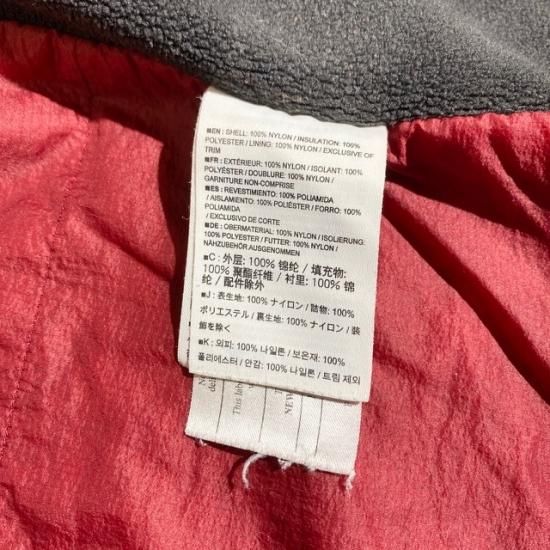 ■EN : SHELL: 100% NYLON / INSULATION: 100%
POLYESTER / LINING: 100% NYLON / EXCLUSIVE OF
TRIM
■FR : EXTÉRIEUR: 100% NYLON / ISOLANT: 100%
POLYESTER / DOUBLURE: 100% NYLON /
GARNITURE NON-COMPRISE
■ES : REVESTIMIENTO: 100% POLIAMIDA
/ AISLAMIENTO: 100% POLIÉSTER / FORRO: 100%
POLIAMIDA
/ EXCLUSIVO DE CORTE
■DE : OBERMATERIAL: 100% NYLON / ISOLIERUNG:
100% POLYESTER / FUTTER: 100% NYLON /
NÄHZUBEHÖR AUSGENOMMEN
■C : 外层: 100% 锦纶 / 填充物:
100% 聚酯纤维 / 衬里: 100% 锦
纶 / 配件除外
■J : 表生地: 100% ナイロン / 詰物: 100%
ポリエステル / 裏生地: 100% ナイロン / 装
飾を除く
■K : 외피: 100% 나일론 / 보온재: 100%
폴리에스터 / 안감: 100% 나일론 / 트림 제외
This
NEW